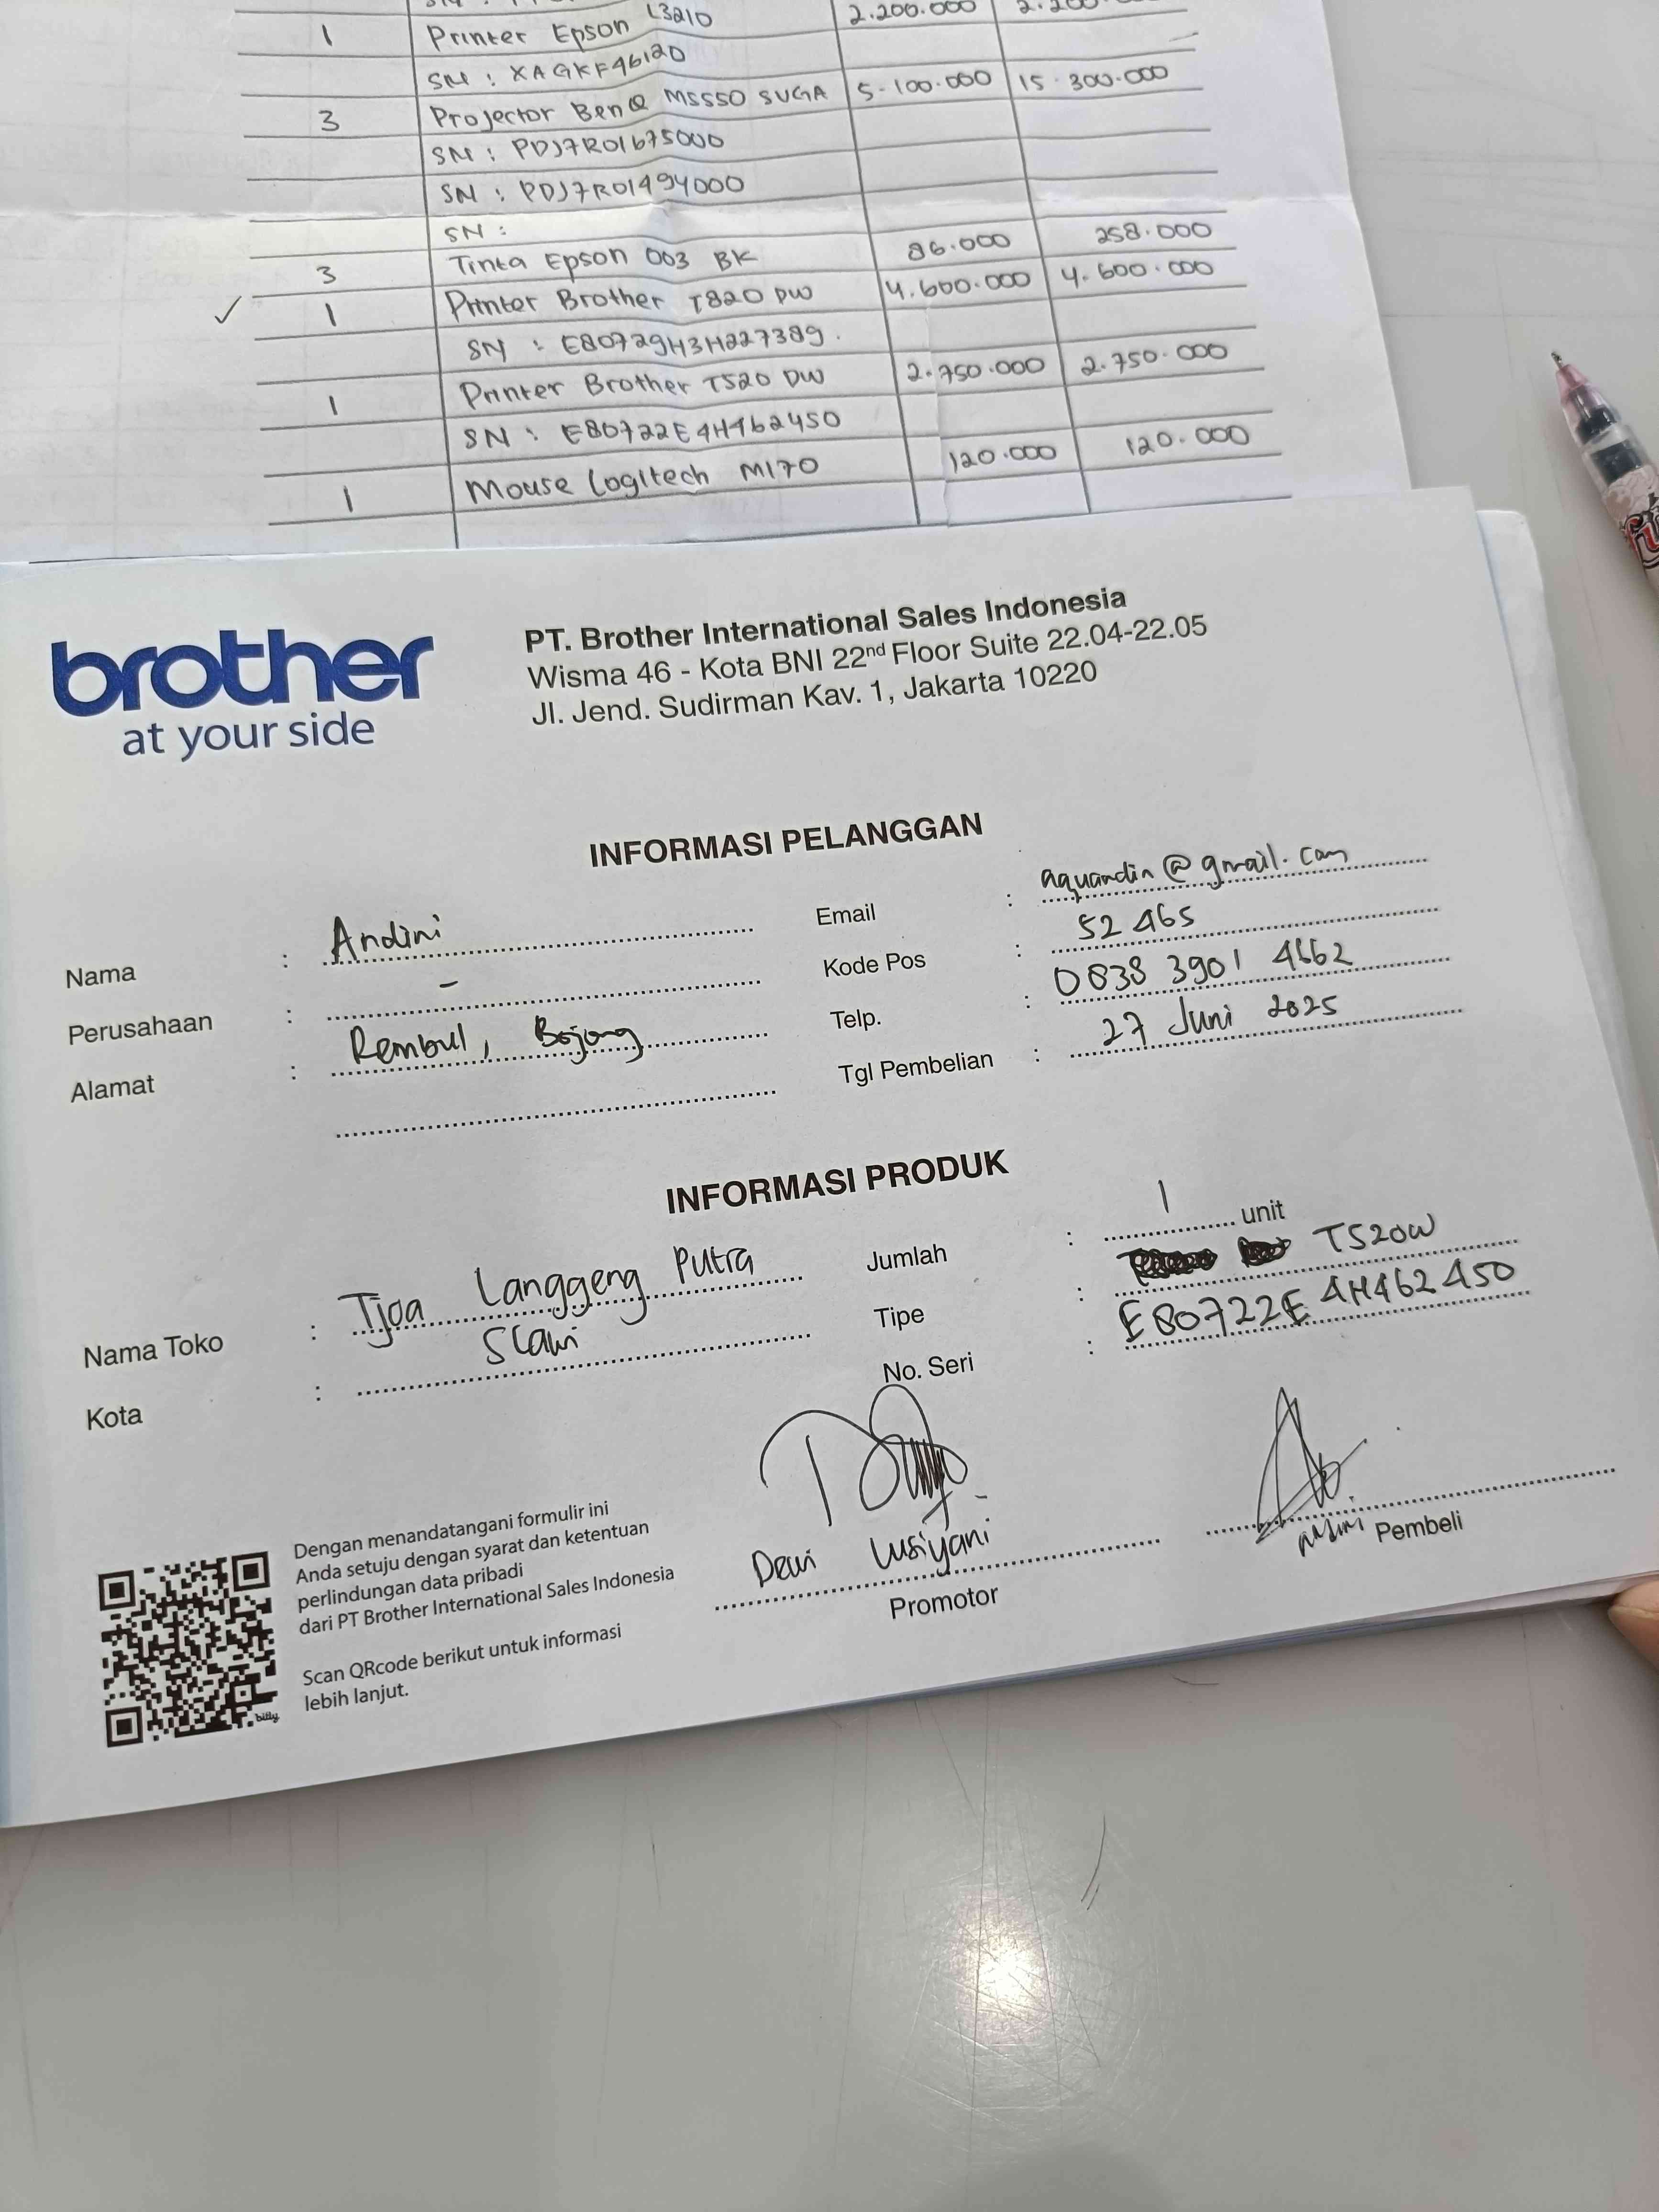 1 Printer Epson L3210 2.200.000
SN : XAGKF46120
3 Projector BenQ MS550 SUGA 5.100.000 15.300.000
SN : PDJ7R01675000
SN : PDJ7R01494000
SN :
3 Tinta Epson 003 BK 86.000 258.000
✓ 1 Printer Brother T820 DW 4.600.000 4.600.000
SN : E80729H3H227389.
1 Printer Brother T520 DW 2.750.000 2.750.000
SN : E80722E4H462450
1 Mouse Logitech M170 120.000 120.000
brother
at your side
PT. Brother International Sales Indonesia
Wisma 46 - Kota BNI 22nd Floor Suite 22.04-22.05
Jl. Jend. Sudirman Kav. 1, Jakarta 10220
INFORMASI PELANGGAN
Nama : Andini
Perusahaan : -
Alamat : Rembul, Bojong
Email : aquandin@gmail.com
Kode Pos : 52465
Telp. : 0838 3901 4662
Tgl Pembelian : 27 Juni 2025
INFORMASI PRODUK
Nama Toko : Tjoa Langgeng Putra
Kota : Slawi
Jumlah : 1 unit
Tipe : T520W
No. Seri : E80722E4H462450
Dengan menandatangani formulir ini
Anda setuju dengan syarat dan ketentuan
perlindungan data pribadi
dari PT Brother International Sales Indonesia
Scan QRcode berikut untuk informasi
lebih lanjut.
bitly
Dewi Lusiyani
Promotor
Andini
Pembeli